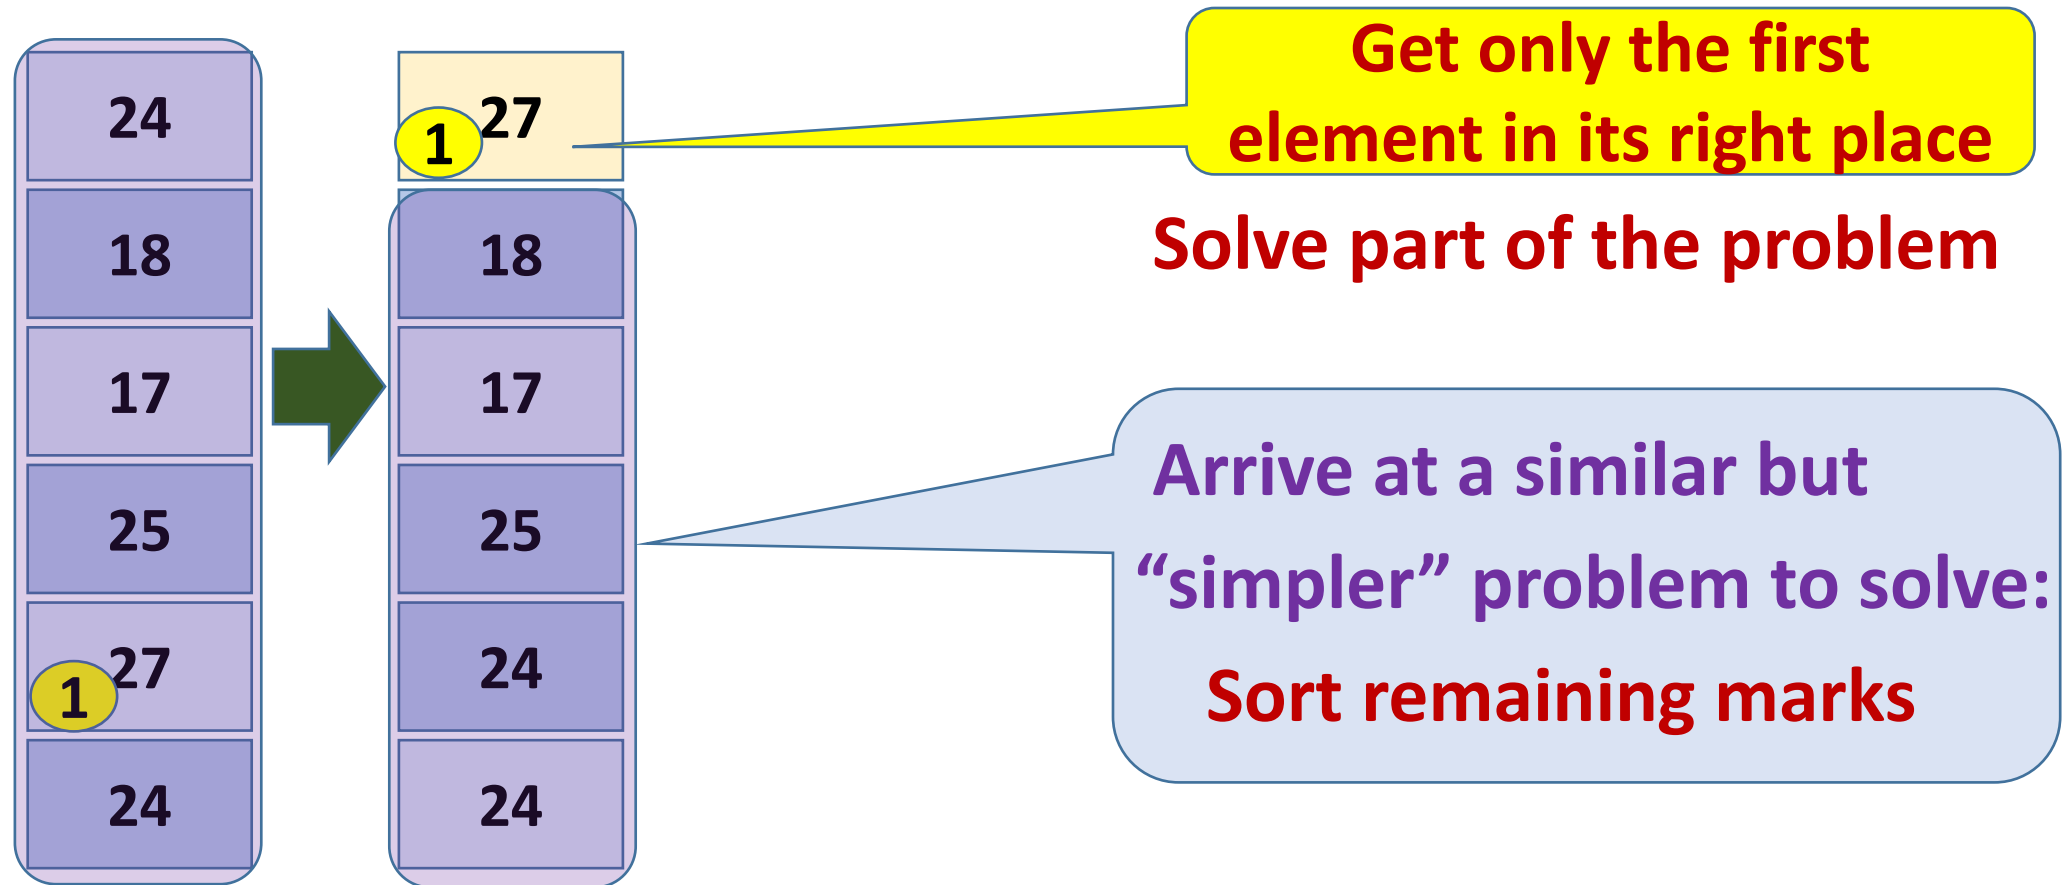 24
18
17
25
27
1
24
27
1
18
17
25
24
24
Get only the first
element in its right place
Solve part of the problem
Arrive at a similar but
“simpler” problem to solve:
Sort remaining marks